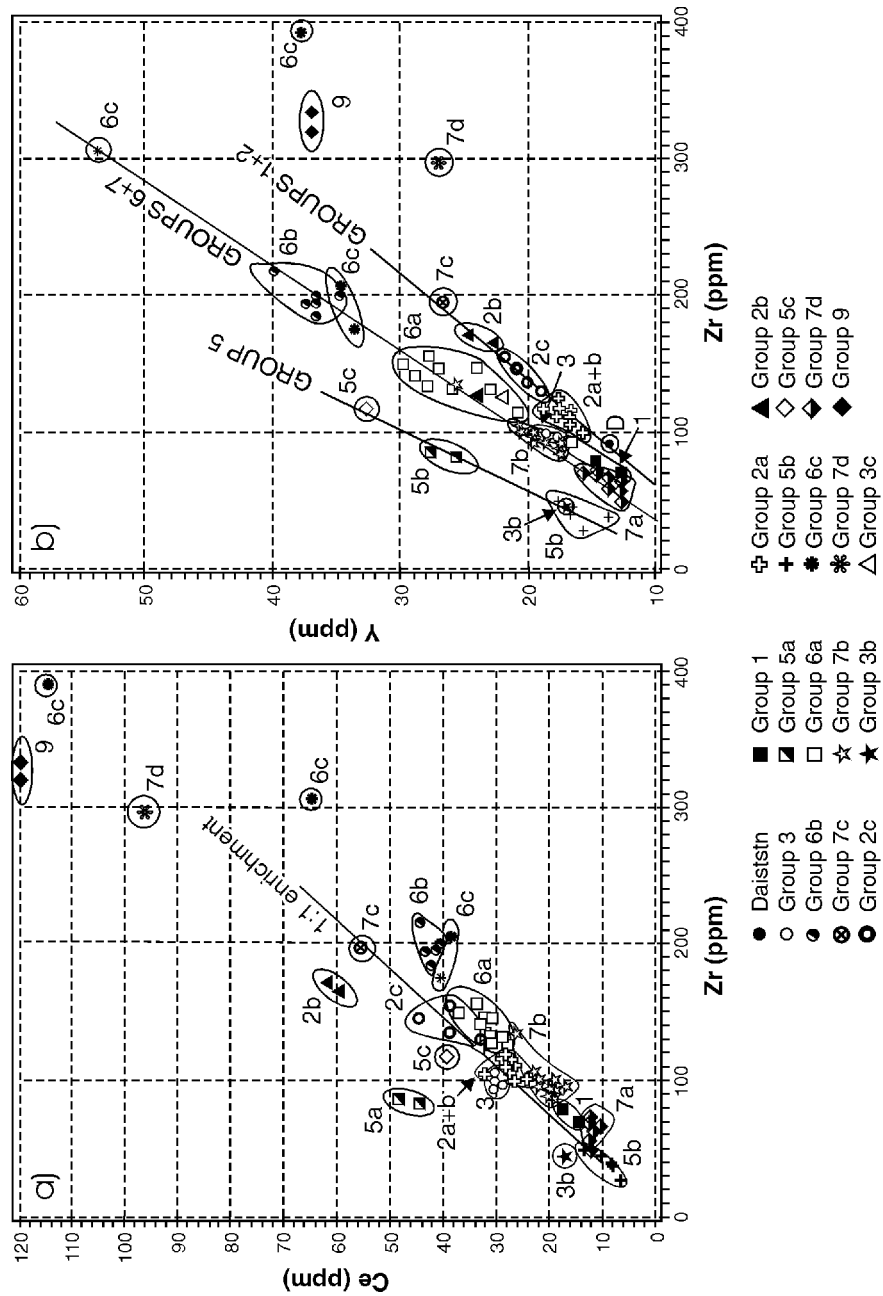 a)
Ce (ppm)
120
110
100
90
80
70
60
50
40
30
20
10
0
0
100
200
300
400
Zr (ppm)
9
6c
7d
6c
1:1 enrichment
7c
6b
6c
2b
2c
6a
5c
7b
5a
2a+b
3
1
7a
3b
5b
b)
Y (ppm)
60
50
40
30
20
10
0
100
200
300
400
Zr (ppm)
6c
6c
9
7d
GROUPS 6+7
GROUPS 1+2
GROUP 5
6b
6c
7c
6a
2b
5c
2c
3
2a+b
5b
7b
D
1
3b
5b
7a
Daiststn
Group 1
Group 2a
Group 2b
Group 3
Group 5a
Group 5b
Group 5c
Group 6b
Group 6a
Group 6c
Group 7d
Group 7c
Group 7b
Group 7d
Group 9
Group 2c
Group 3b
Group 3c